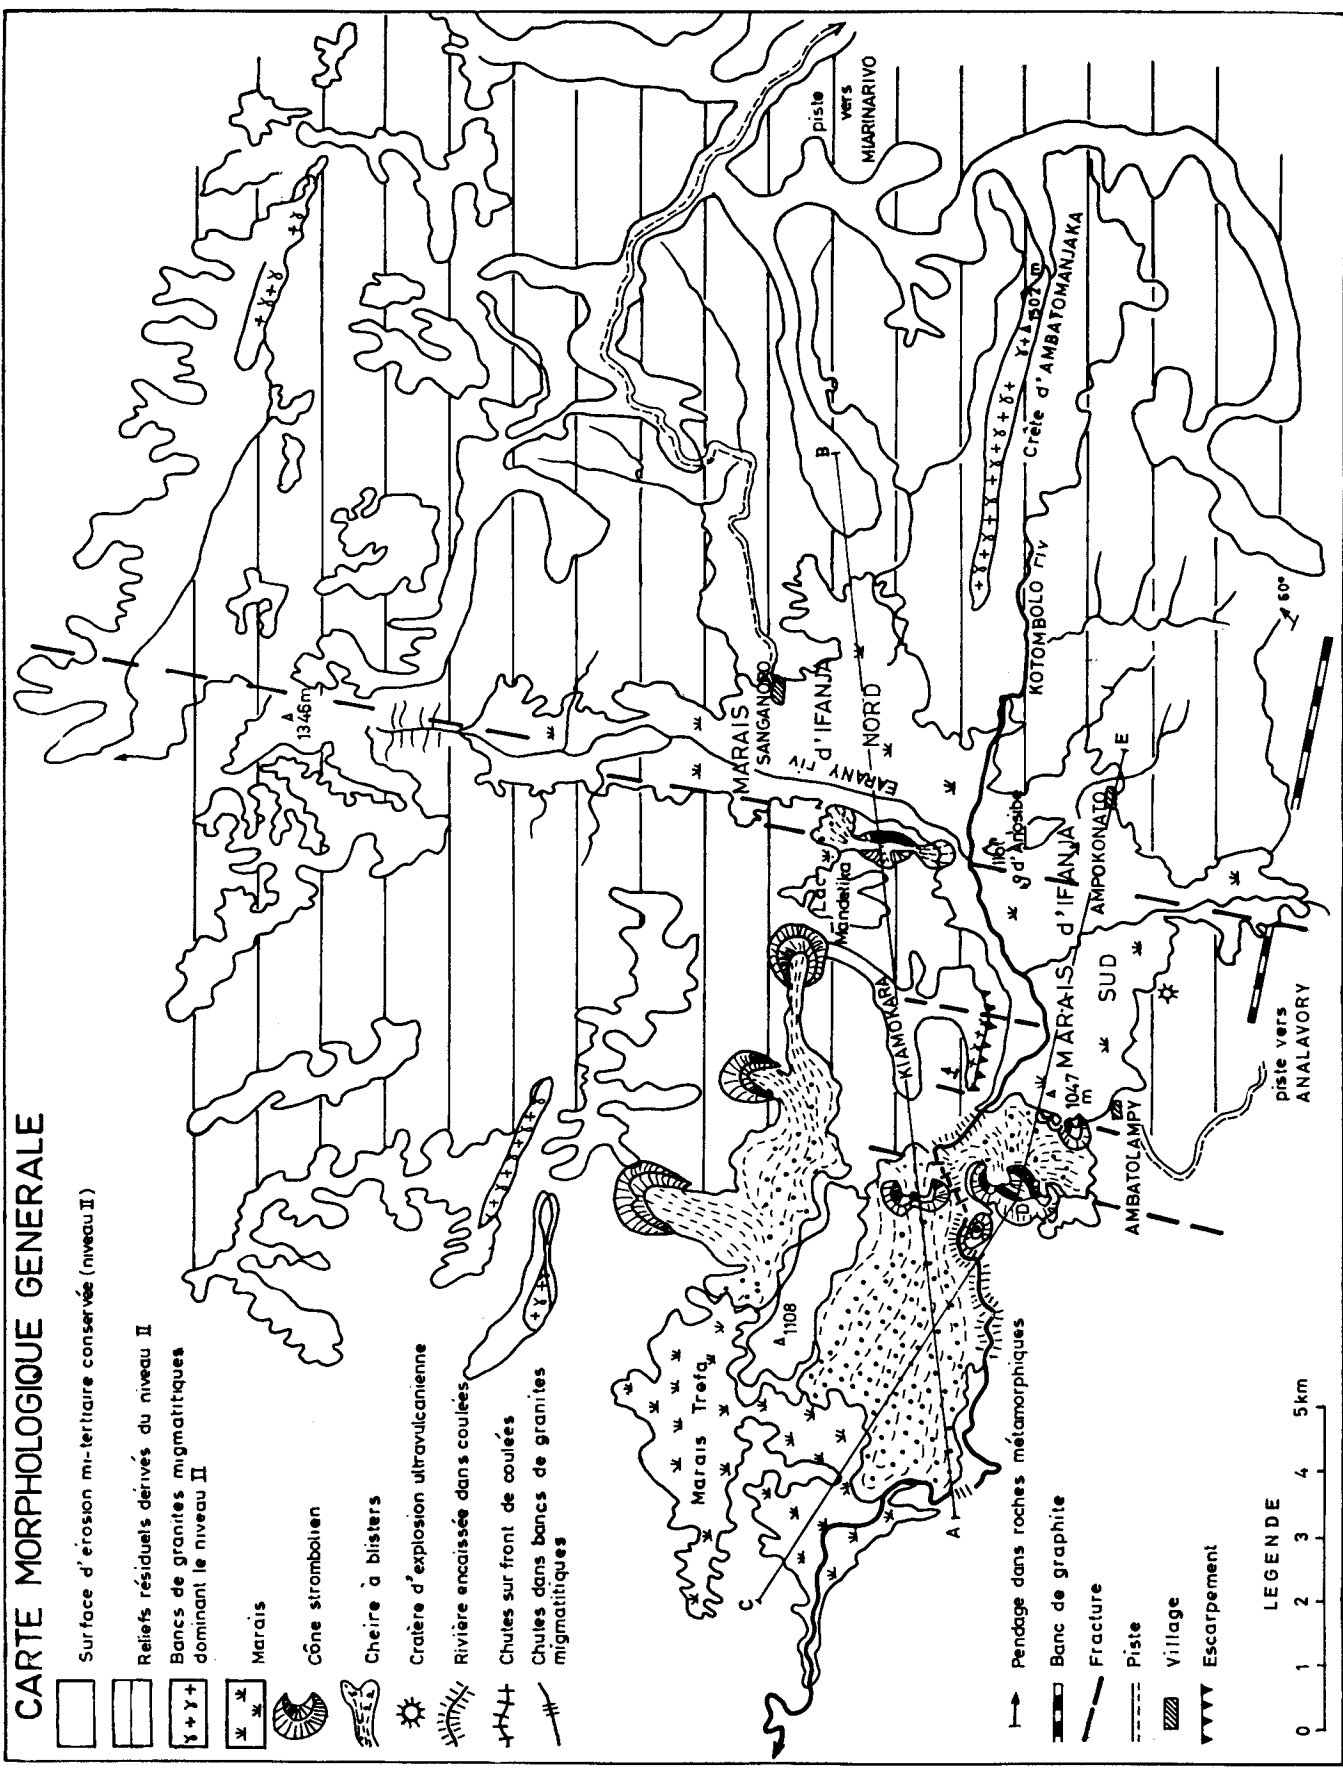 CARTE MORPHOLOGIQUE GENERALE
Surface d'érosion mi-tertiaire conservée (niveau II)
Reliefs résiduels dérivés du niveau II
Bancs de granites migmatitiques
dominant le niveau II
Marais
Cône strombolien
Cheire à blisters
Cratère d'explosion ultravulcanienne
Rivière encaissée dans coulées
Chutes sur front de coulées
Chutes dans bancs de granites
migmatitiques
Pendage dans roches métamorphiques
Banc de graphite
Fracture
Piste
Village
Escarpement
LEGENDE
0 1 2 3 4 5km
1346m
MARAIS
SANGANORO
d'IFANJA
NORD
EARANY riv
Lac
Mandetika
KIAMOKARA
Marais Trofa
1108
A
B
C
D
E
piste
vers
MIARINARIVO
1502 m
Crête d'AMBATOMANJAKA
KOTOMBOLO riv
Ilot
d'Anosibe
MARAIS d'IFANJA
SUD
AMPOKONATO
1047
m
AMBATOLAMPY
piste vers
ANALAVORY
60°